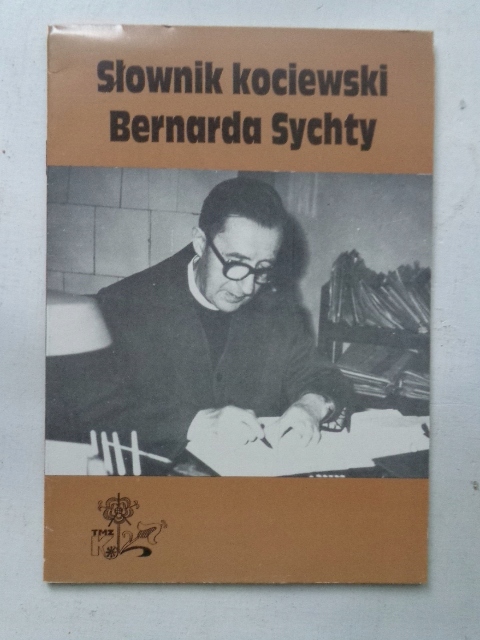 Słownik kociewski
Bernarda Sychty
TMZ